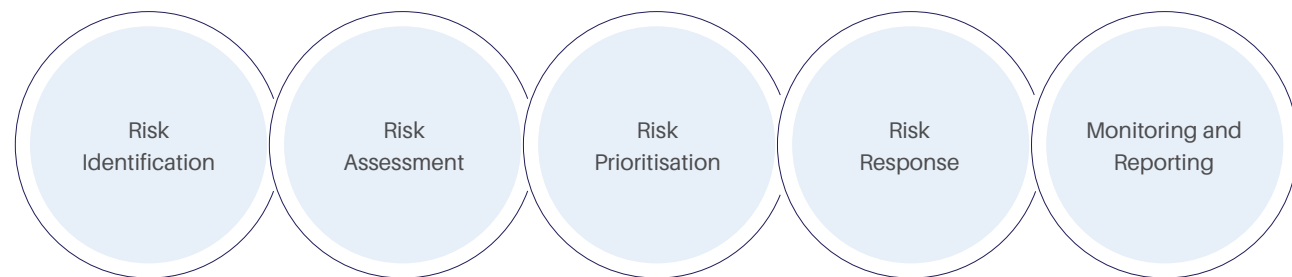 Risk
Identification
Risk
Assessment
Risk
Prioritisation
Risk
Response
Monitoring and
Reporting